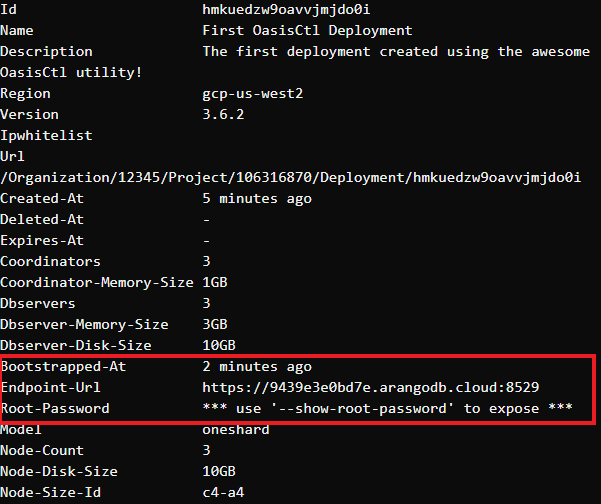 Id hmkuedzw9oavvjmjdo0i
Name First OasisCtl Deployment
Description The first deployment created using the awesome
OasisCtl utility!
Region gcp-us-west2
Version 3.6.2
Ipwhitelist
Url
/Organization/12345/Project/106316870/Deployment/hmkuedzw9oavvjmjdo0i
Created-At 5 minutes ago
Deleted-At -
Expires-At -
Coordinators 3
Coordinator-Memory-Size 1GB
Dbservers 3
Dbserver-Memory-Size 3GB
Dbserver-Disk-Size 10GB
Bootstrapped-At 2 minutes ago
Endpoint-Url https://9439e3e0bd7e.arangodb.cloud:8529
Root-Password *** use '--show-root-password' to expose ***
Model oneshard
Node-Count 3
Node-Disk-Size 10GB
Node-Size-Id c4-a4